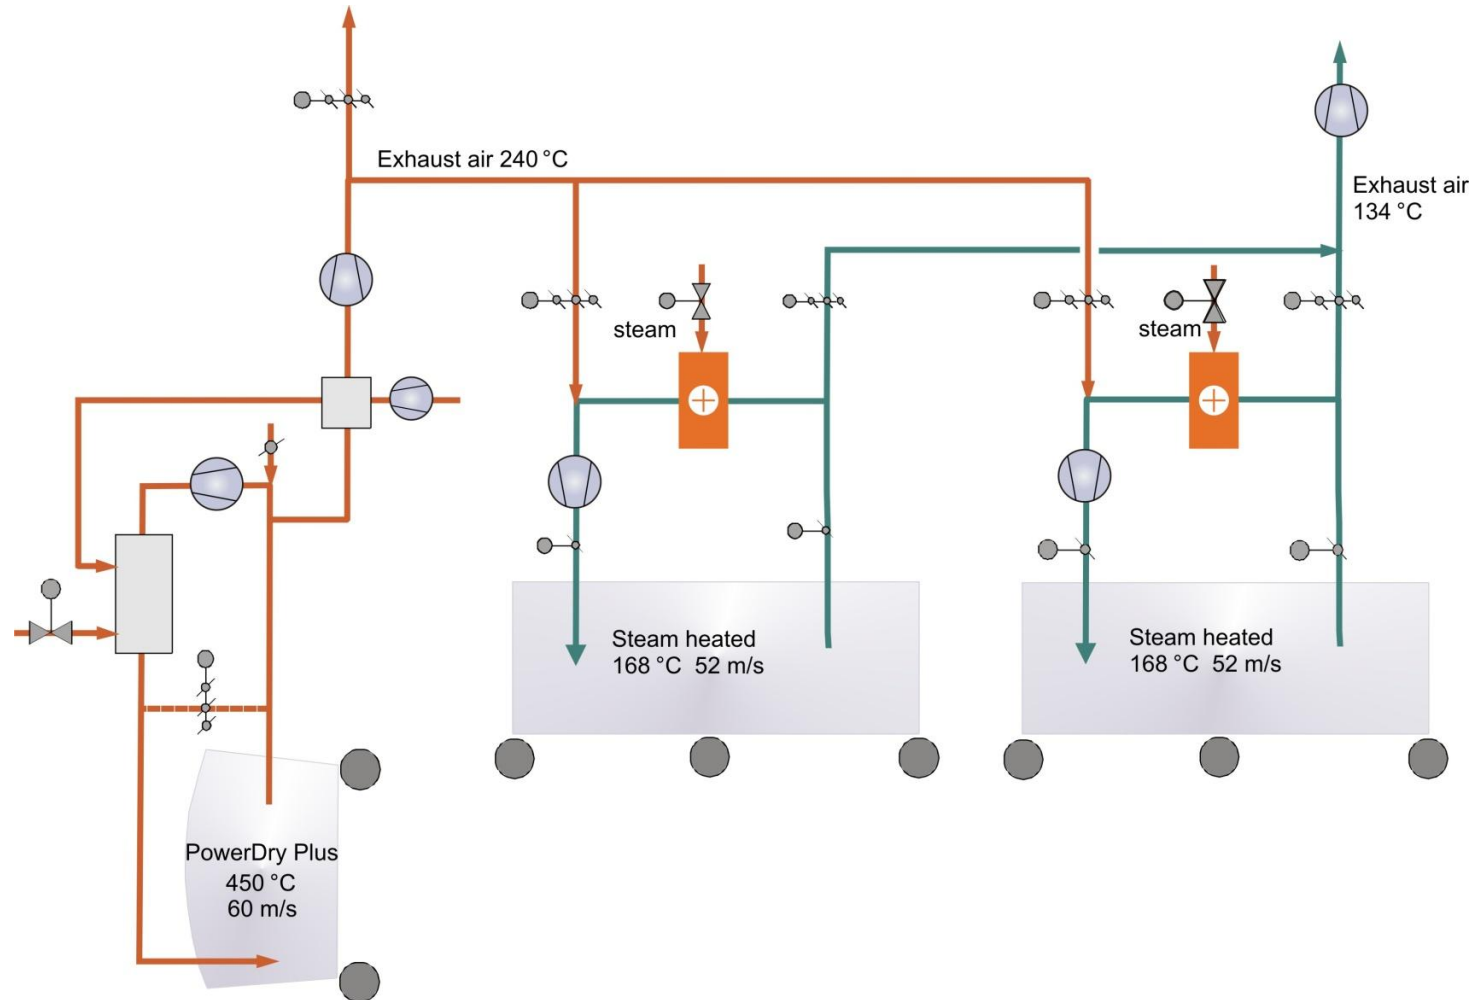 Exhaust air 240 °C
Exhaust air
134 °C
steam
steam
Steam heated
168 °C 52 m/s
Steam heated
168 °C 52 m/s
PowerDry Plus
450 °C
60 m/s